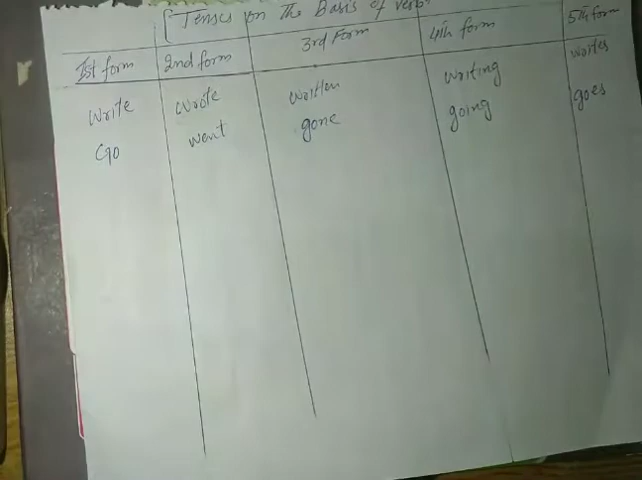 [Tenses on The Basis of verb
Ist form 2nd form 3rd Form 4th form 5th form
Write Wrote Written Writing Writes
Go went gone going goes